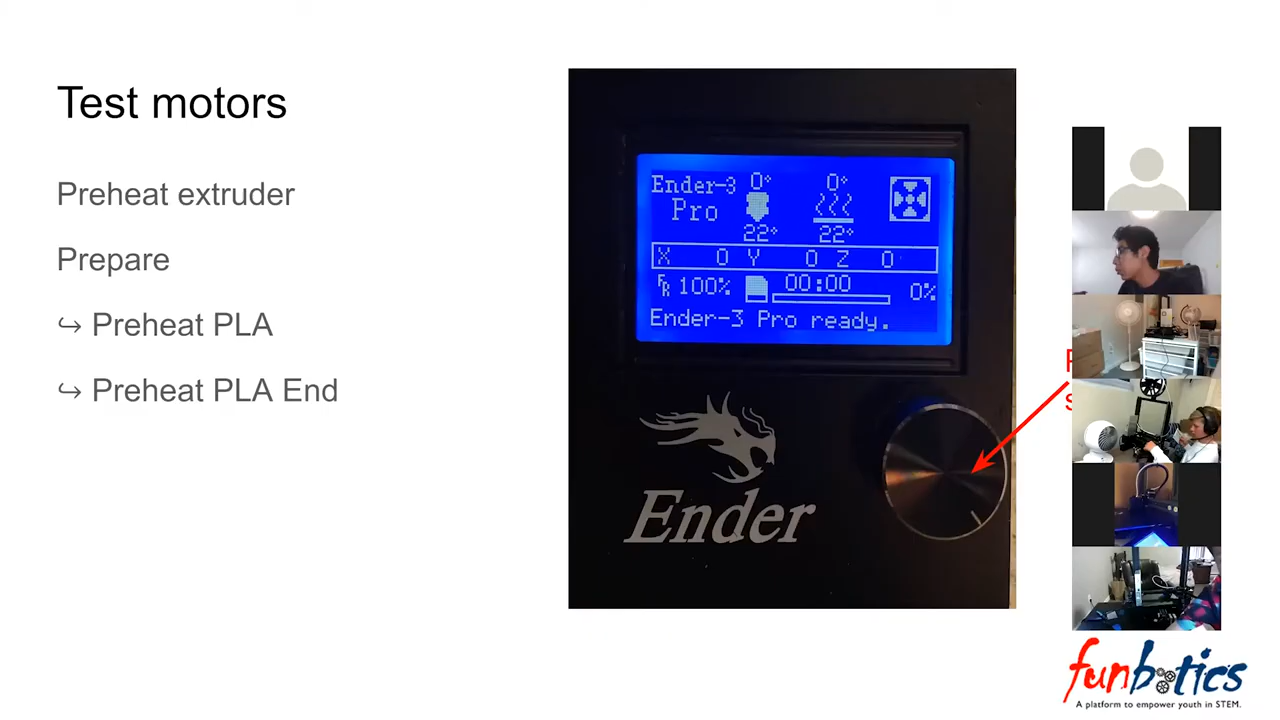 Test motors
Preheat extruder
Prepare
↪ Preheat PLA
↪ Preheat PLA End
Ender-3 0° 0°
Pro
22° 22°
X 0 Y 0 Z 0
FR 100% 00:00 0%
Ender-3 Pro ready.
Ender
funbotics
A platform to empower youth in STEM.